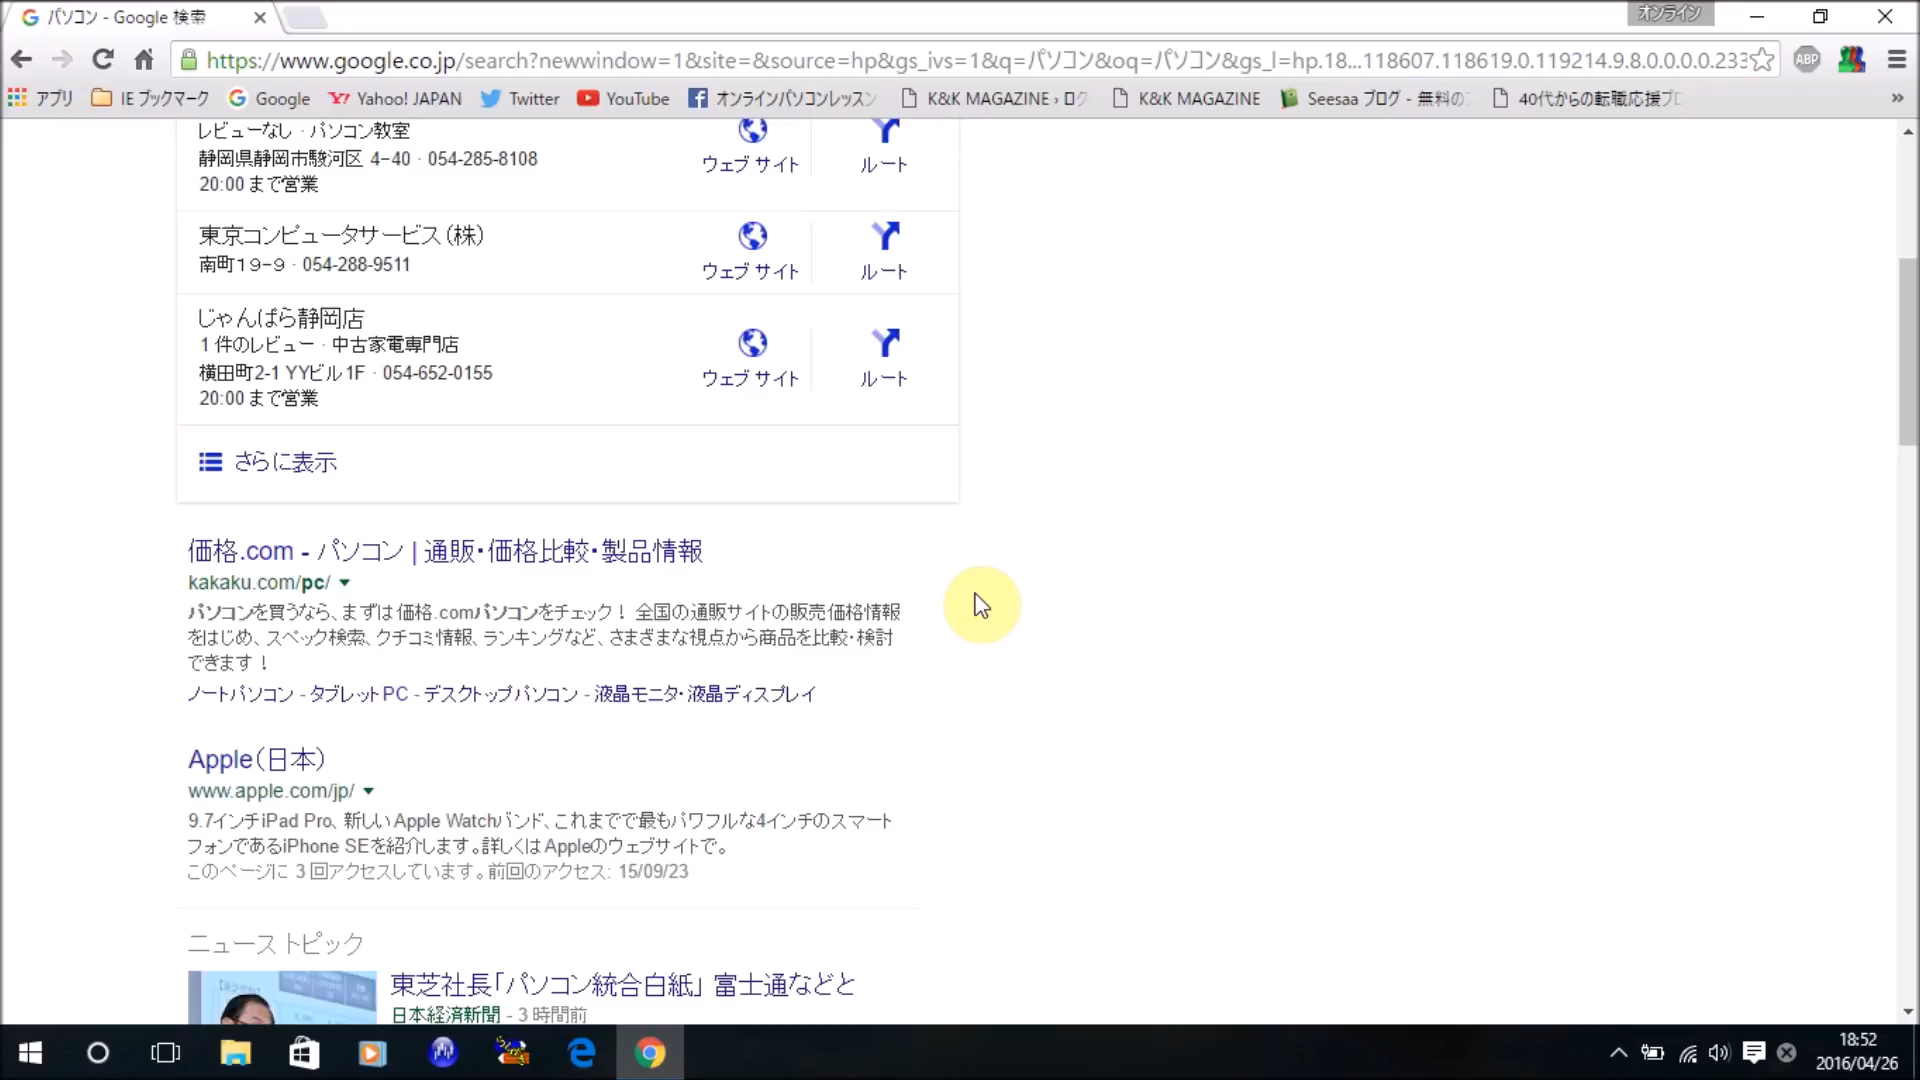 パソコン - Google 検索
オンライン
https://www.google.co.jp/search?newwindow=1&site=&source=hp&gs_ivs=1&q=パソコン&oq=パソコン&gs_l=hp.18...118607.118619.0.119214.9.8.0.0.0.0.233
ABP
アプリ IE ブックマーク Google Yahoo! JAPAN Twitter YouTube オンラインパソコンレッスン K&K MAGAZINE › ログ K&K MAGAZINE Seesaa ブログ - 無料の 40代からの転職応援ブロ
レビューなし · パソコン教室
静岡県静岡市駿河区 4−40 · 054-285-8108
20:00 まで営業
ウェブ サイト ルート
東京コンピュータサービス（株）
南町１９−９ · 054-288-9511
ウェブ サイト ルート
じゃんぱら静岡店
1 件のレビュー · 中古家電専門店
横田町2-1 YYビル 1F · 054-652-0155
20:00 まで営業
ウェブ サイト ルート
さらに表示
価格.com - パソコン | 通販・価格比較・製品情報
kakaku.com/pc/
パソコンを買うなら、まずは価格.comパソコンをチェック！ 全国の通販サイトの販売価格情報
をはじめ、スペック検索、クチコミ情報、ランキングなど、さまざまな視点から商品を比較・検討
できます！
ノートパソコン - タブレットPC - デスクトップパソコン - 液晶モニタ・液晶ディスプレイ
Apple（日本）
www.apple.com/jp/
9.7インチiPad Pro、新しいApple Watchバンド、これまでで最もパワフルな4インチのスマート
フォンであるiPhone SEを紹介します。詳しくはAppleのウェブサイトで。
このページに 3 回アクセスしています。前回のアクセス: 15/09/23
ニュース トピック
東芝社長「パソコン統合白紙」 富士通などと
日本経済新聞 - 3 時間前
18:52
2016/04/26